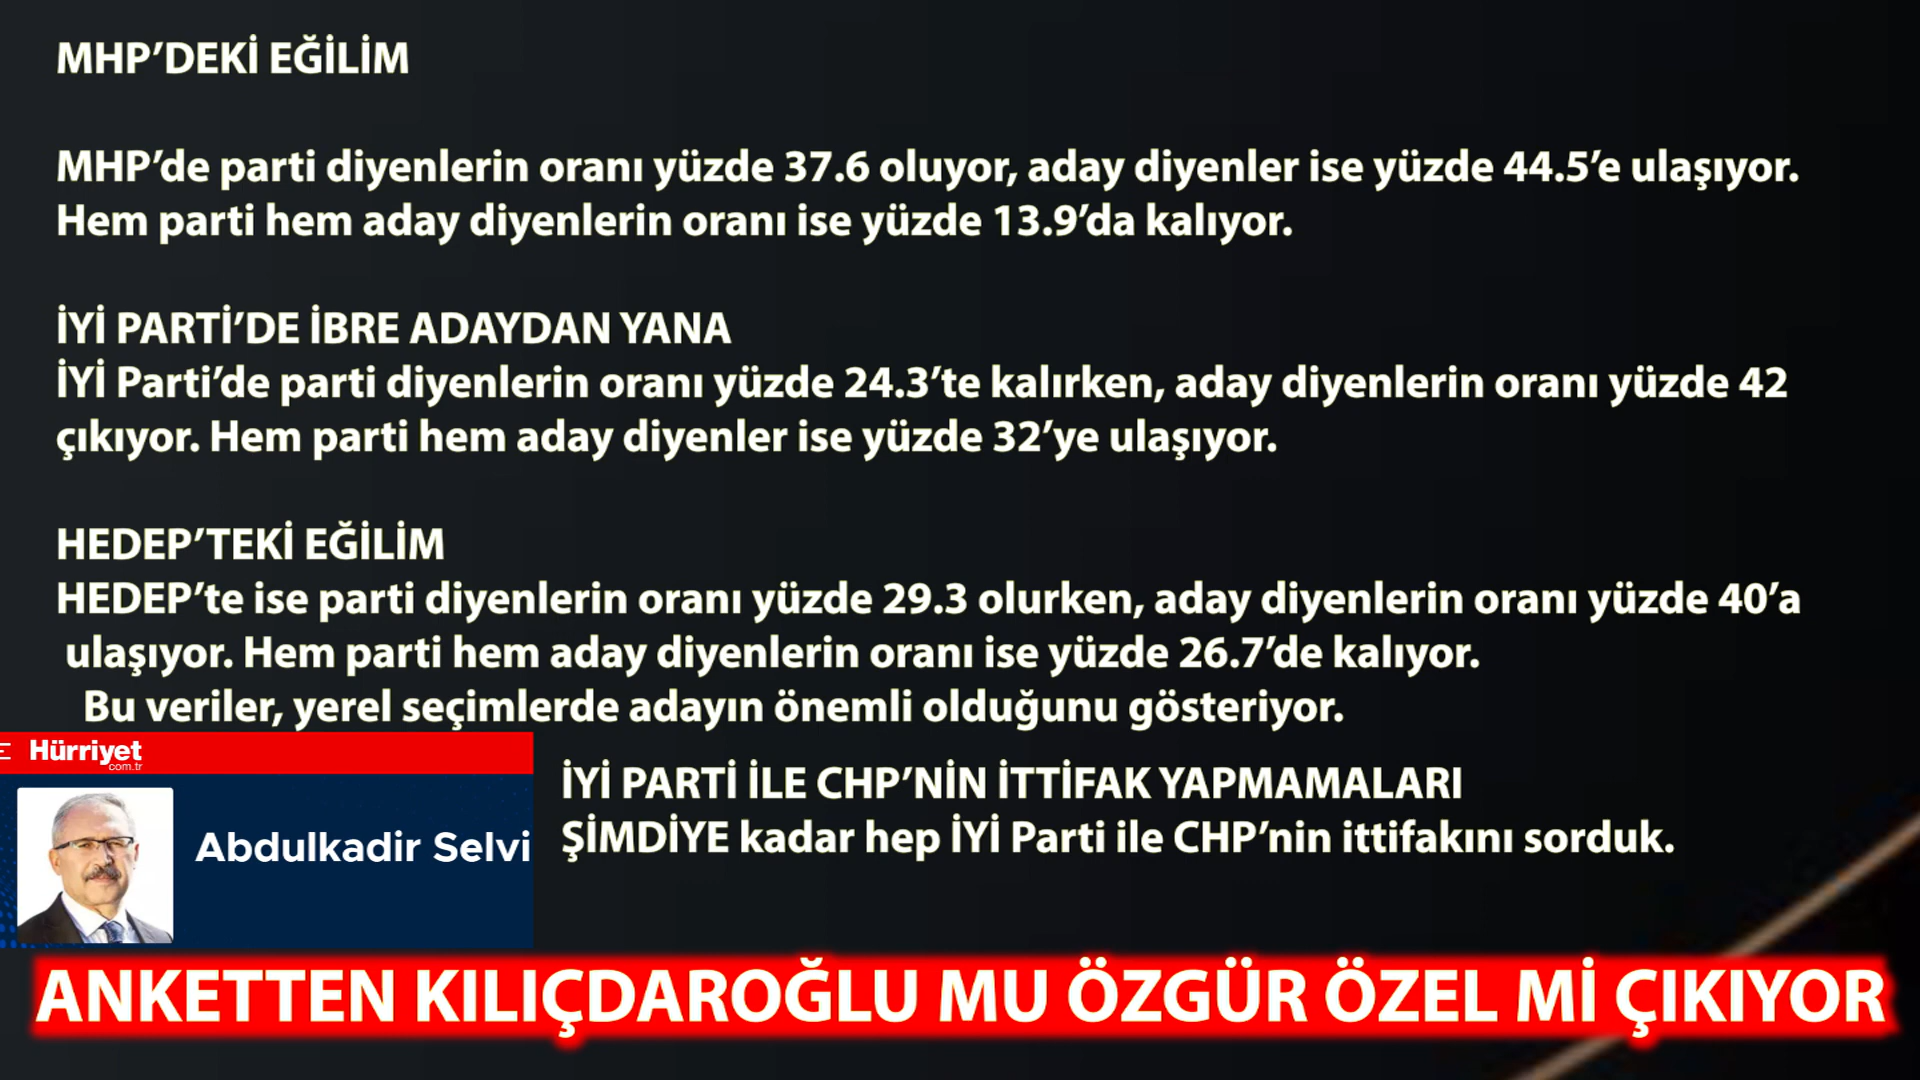 MHP’DEKİ EĞİLİM
MHP’de parti diyenlerin oranı yüzde 37.6 oluyor, aday diyenler ise yüzde 44.5’e ulaşıyor.
Hem parti hem aday diyenlerin oranı ise yüzde 13.9’da kalıyor.
İYİ PARTİ’DE İBRE ADAYDAN YANA
İYİ Parti’de parti diyenlerin oranı yüzde 24.3’te kalırken, aday diyenlerin oranı yüzde 42
çıkıyor. Hem parti hem aday diyenler ise yüzde 32’ye ulaşıyor.
HEDEP’TEKİ EĞİLİM
HEDEP’te ise parti diyenlerin oranı yüzde 29.3 olurken, aday diyenlerin oranı yüzde 40’a
ulaşıyor. Hem parti hem aday diyenlerin oranı ise yüzde 26.7’de kalıyor.
Bu veriler, yerel seçimlerde adayın önemli olduğunu gösteriyor.
Hürriyet
com.tr
Abdulkadir Selvi
İYİ PARTİ İLE CHP’NİN İTTİFAK YAPMAMALARI
ŞİMDİYE kadar hep İYİ Parti ile CHP’nin ittifakını sorduk.
ANKETTEN KILIÇDAROĞLU MU ÖZGÜR ÖZEL Mİ ÇIKIYOR